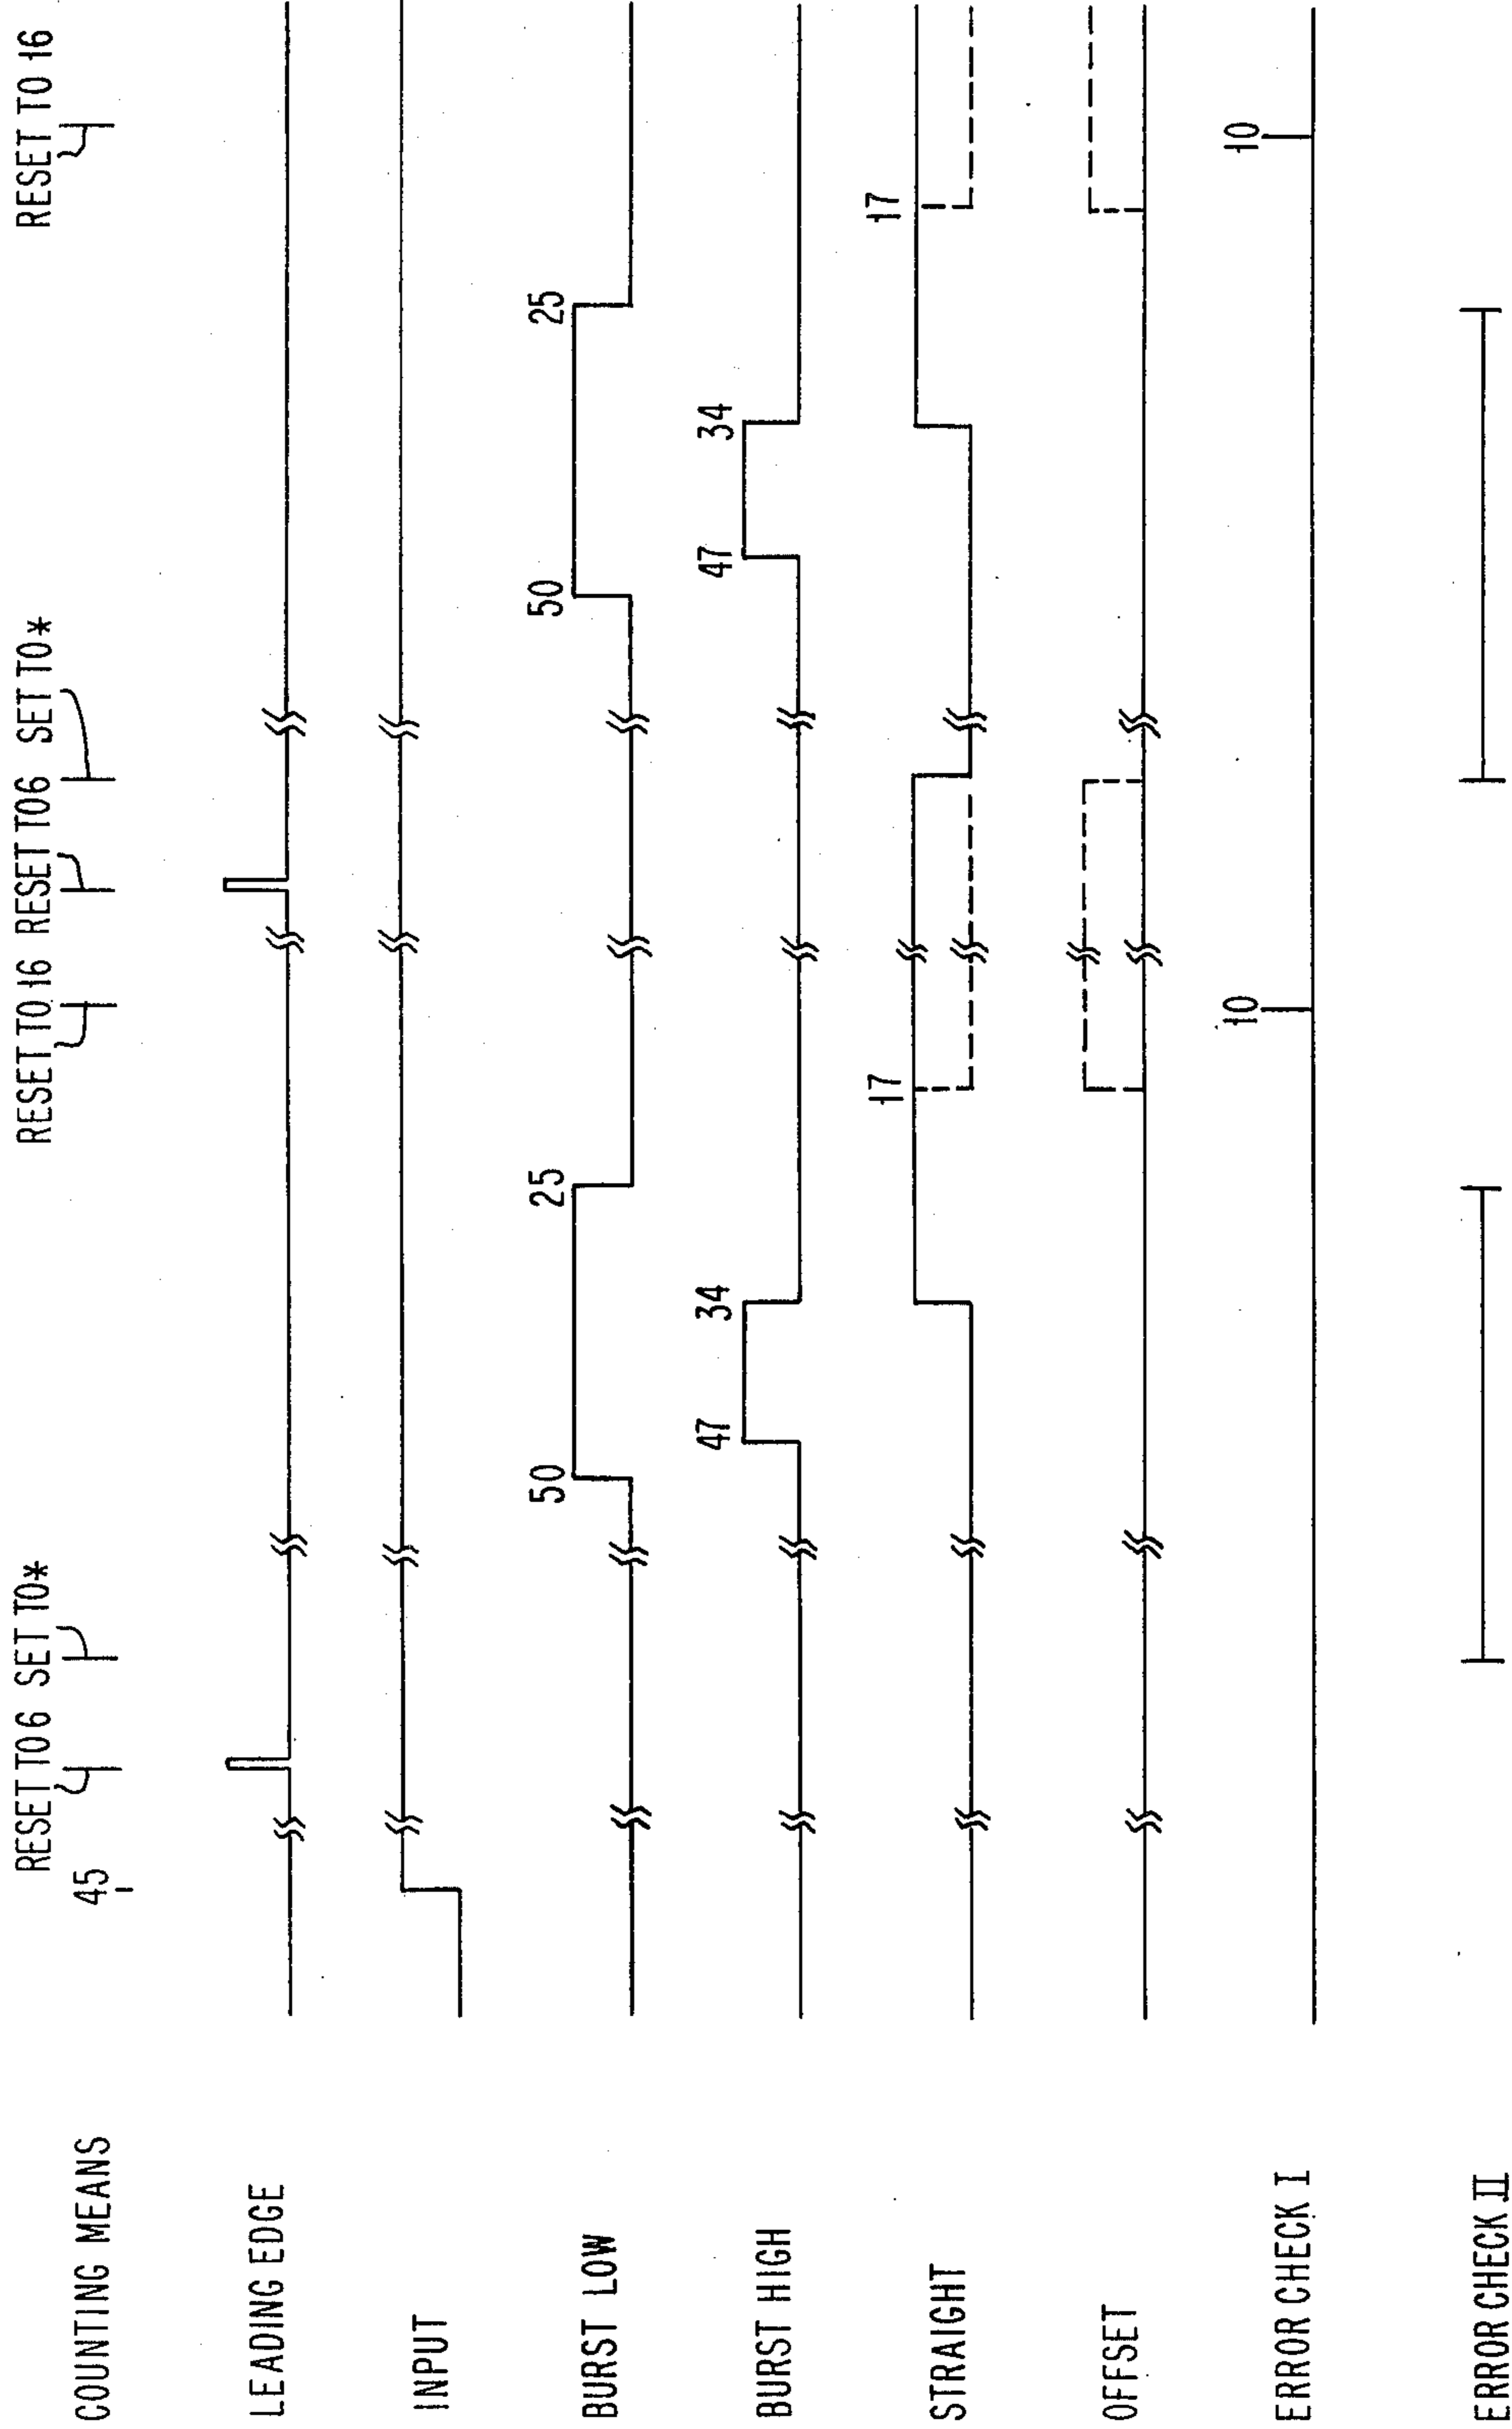 COUNTING MEANS
45
RESET TO 6
SET TO*
RESET TO 16
RESET TO 6
SET TO*
RESET TO 16
LEADING EDGE
INPUT
BURST LOW
50
25
50
25
BURST HIGH
47
34
47
34
STRAIGHT
17
17
OFFSET
ERROR CHECK I
10
10
ERROR CHECK II